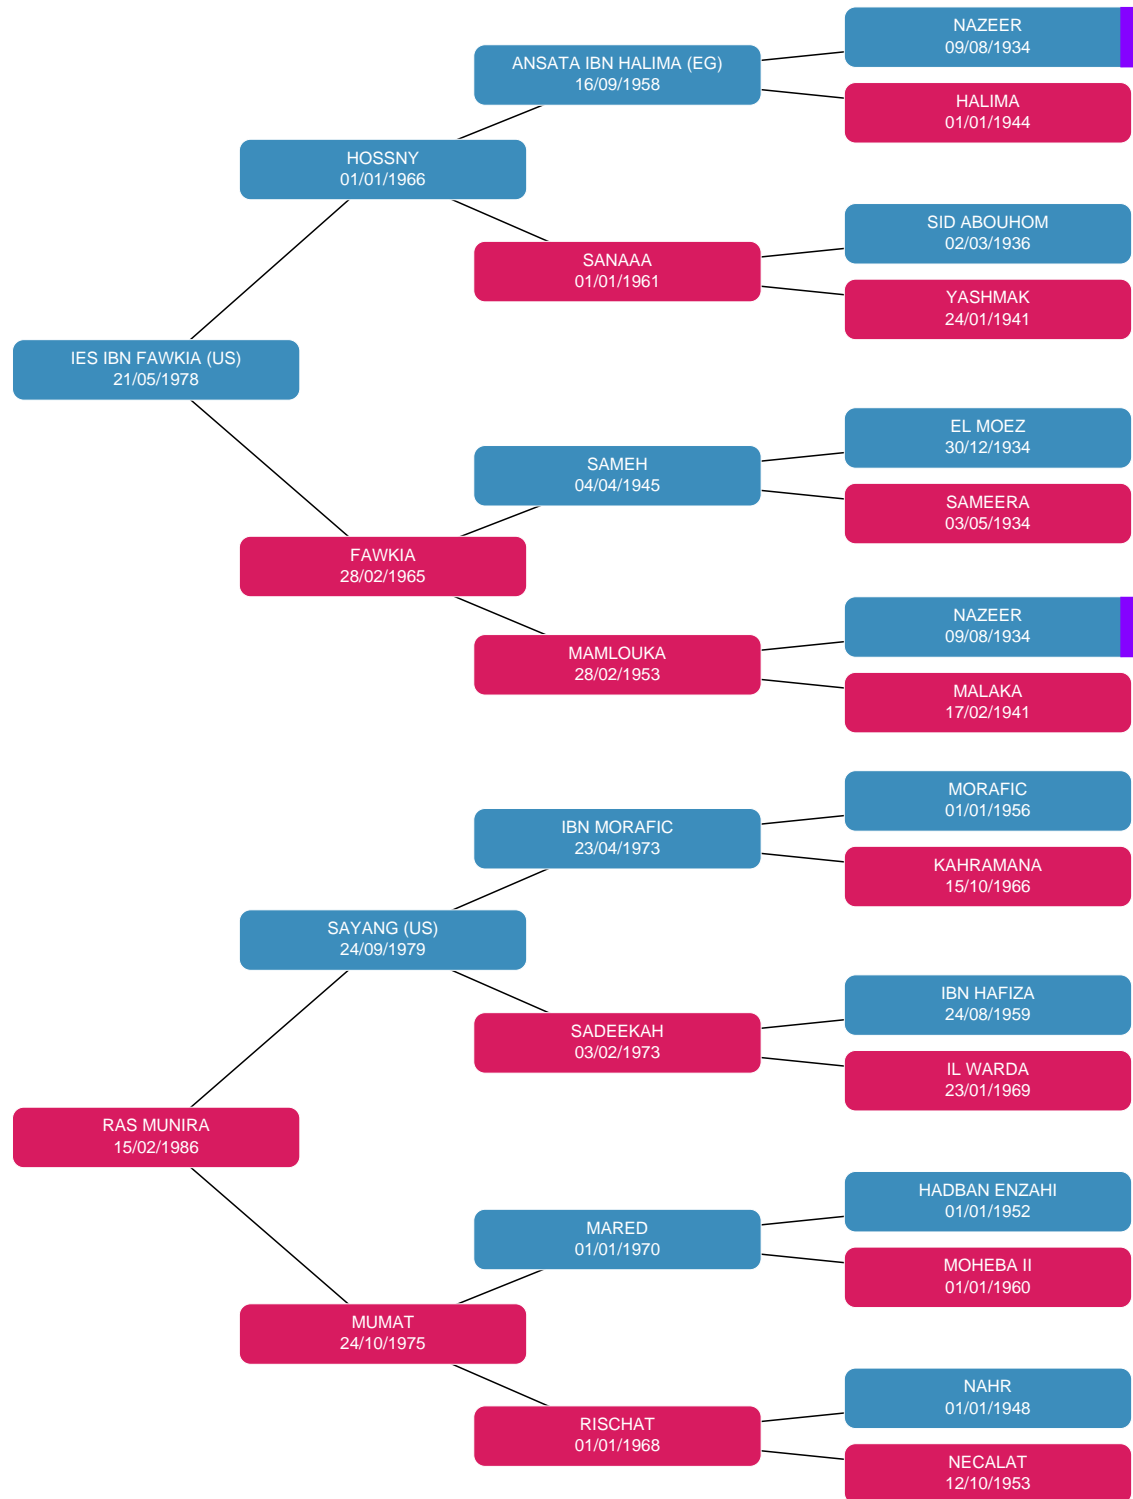 NAZEER
09/08/1934
ANSATA IBN HALIMA (EG)
16/09/1958
HALIMA
01/01/1944
HOSSNY
01/01/1966
SID ABOUHOM
02/03/1936
SANAAA
01/01/1961
YASHMAK
24/01/1941
IES IBN FAWKIA (US)
21/05/1978
EL MOEZ
30/12/1934
SAMEH
04/04/1945
SAMEERA
03/05/1934
FAWKIA
28/02/1965
NAZEER
09/08/1934
MAMLOUKA
28/02/1953
MALAKA
17/02/1941
MORAFIC
01/01/1956
IBN MORAFIC
23/04/1973
KAHRAMANA
15/10/1966
SAYANG (US)
24/09/1979
IBN HAFIZA
24/08/1959
SADEEKAH
03/02/1973
IL WARDA
23/01/1969
RAS MUNIRA
15/02/1986
HADBAN ENZAHI
01/01/1952
MARED
01/01/1970
MOHEBA II
01/01/1960
MUMAT
24/10/1975
NAHR
01/01/1948
RISCHAT
01/01/1968
NECALAT
12/10/1953